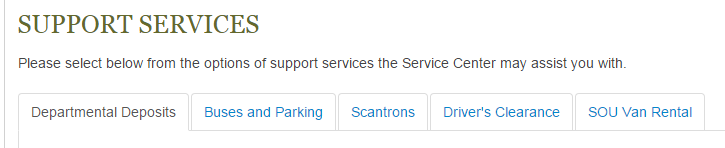 SUPPORT SERVICES
Please select below from the options of support services the Service Center may assist you with.
Departmental Deposits Buses and Parking Scantrons Driver's Clearance SOU Van Rental